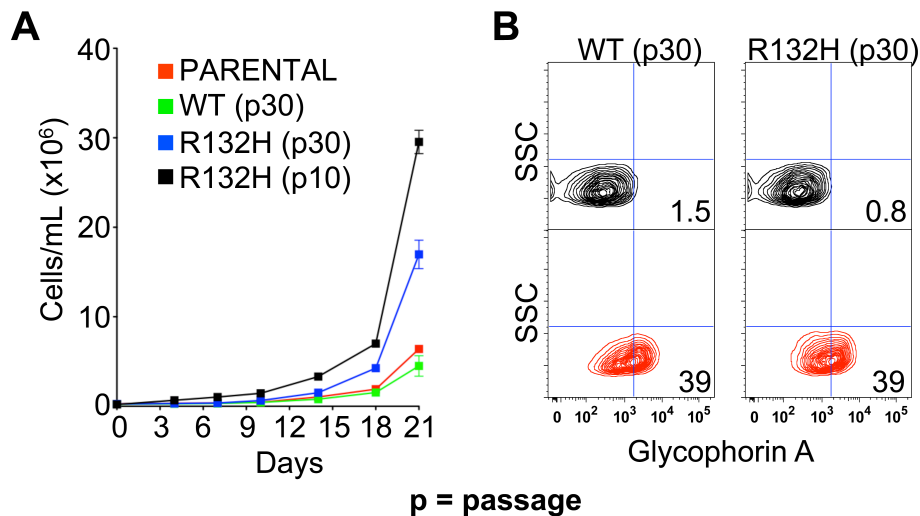 A
Cells/mL (x10⁶)
40
30
20
10
0
PARENTAL
WT (p30)
R132H (p30)
R132H (p10)
0 3 6 9 12 15 18 21
Days
B
WT (p30) R132H (p30)
SSC
1.5 0.8
SSC
39 39
0 10² 10³ 10⁴ 10⁵ 0 10² 10³ 10⁴ 10⁵
Glycophorin A
p = passage